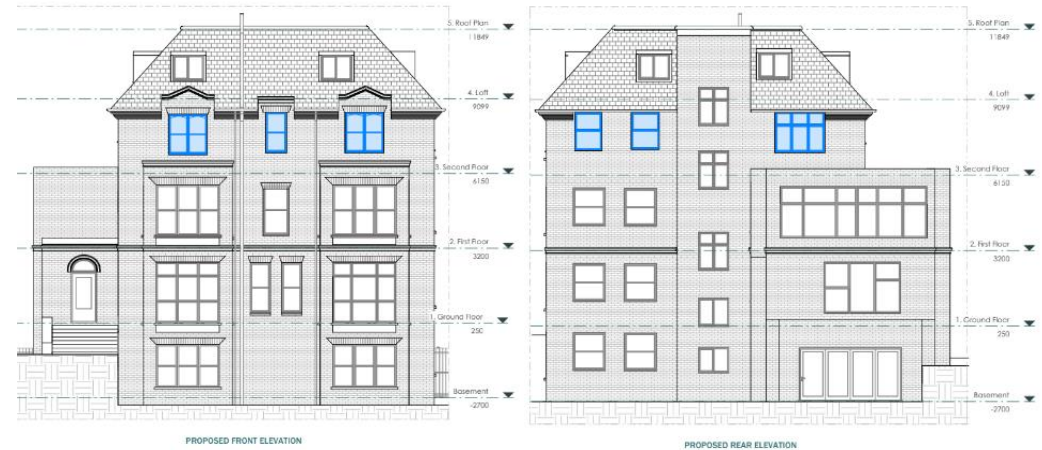 5. Roof Plan
11849
4. Loft
9099
3. Second Floor
6150
2. First Floor
3200
1. Ground Floor
250
Basement
-2700
PROPOSED FRONT ELEVATION
5. Roof Plan
11849
4. Loft
9099
3. Second Floor
6150
2. First Floor
3200
1. Ground Floor
250
Basement
-2700
PROPOSED REAR ELEVATION